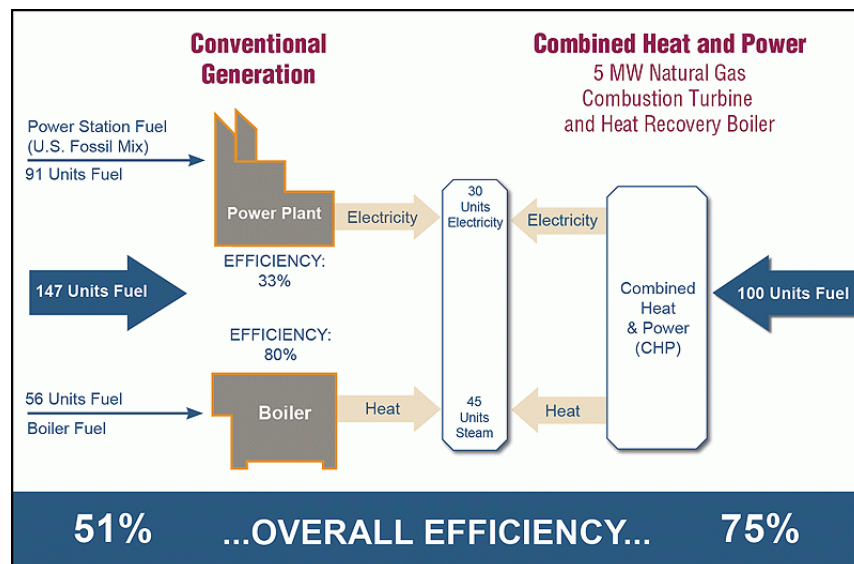 Conventional
Generation
Combined Heat and Power
5 MW Natural Gas
Combustion Turbine
and Heat Recovery Boiler
Power Station Fuel
(U.S. Fossil Mix)
91 Units Fuel
Power Plant
Electricity
30
Units
Electricity
Electricity
EFFICIENCY:
33%
147 Units Fuel
Combined
Heat
& Power
(CHP)
100 Units Fuel
EFFICIENCY:
80%
56 Units Fuel
Boiler Fuel
Boiler
Heat
45
Units
Steam
Heat
51% ...OVERALL EFFICIENCY... 75%